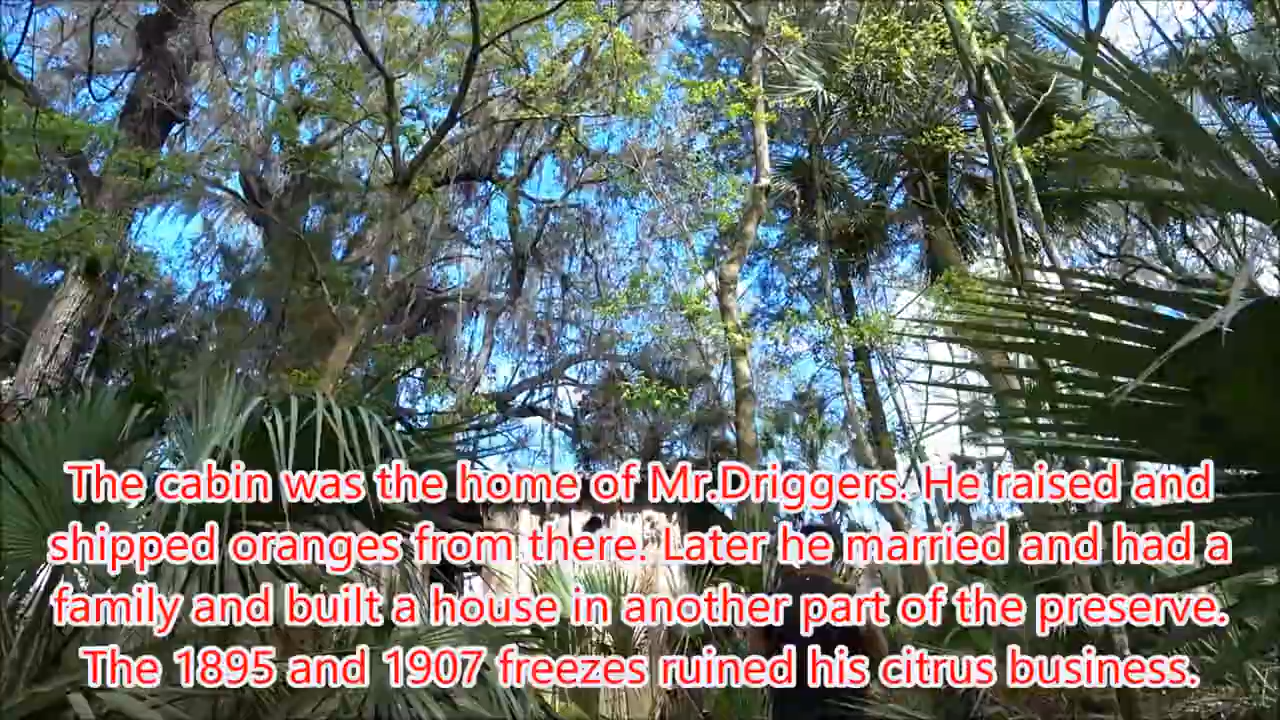 The cabin was the home of Mr.Driggers. He raised and
shipped oranges from there. Later he married and had a
family and built a house in another part of the preserve.
The 1895 and 1907 freezes ruined his citrus business.